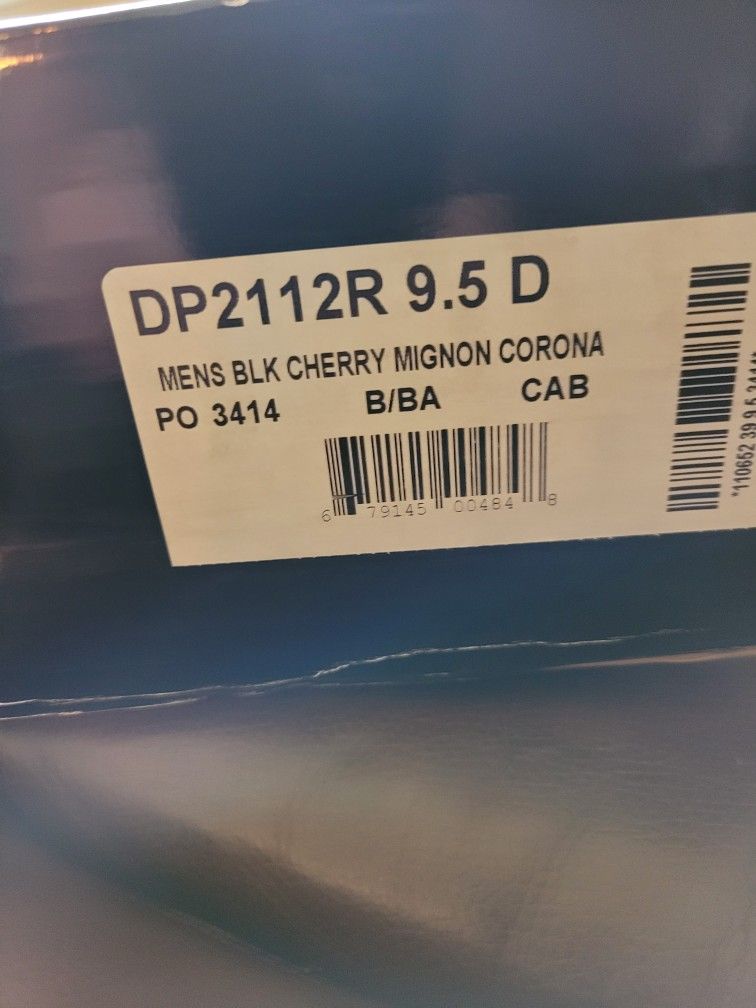 DP2112R 9.5 D
MENS BLK CHERRY MIGNON CORONA
PO 3414 B/BA CAB
6 79145 00484 8